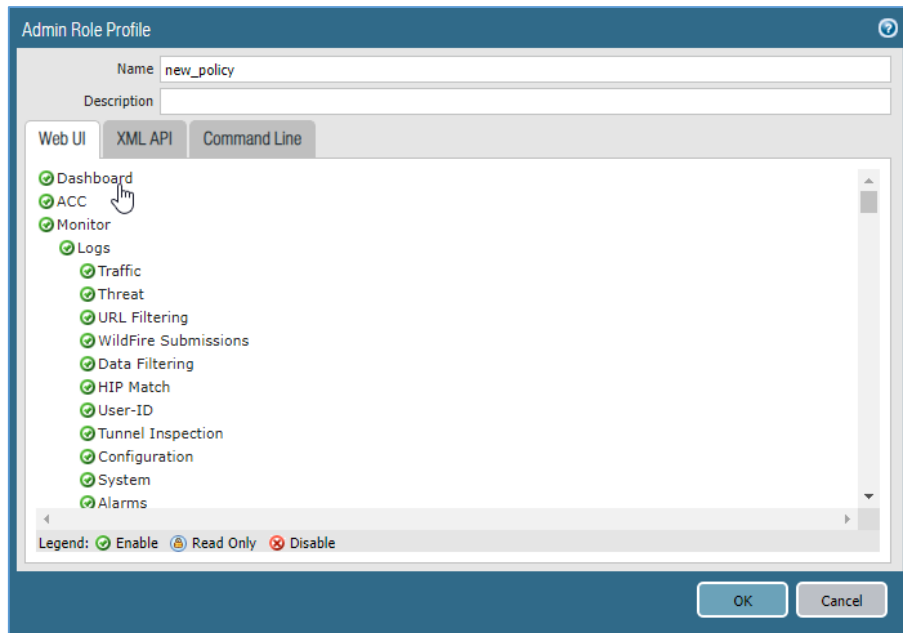 Admin Role Profile
Name new_policy
Description
Web UI XML API Command Line
Dashboard
ACC
Monitor
Logs
Traffic
Threat
URL Filtering
WildFire Submissions
Data Filtering
HIP Match
User-ID
Tunnel Inspection
Configuration
System
Alarms
Legend: Enable Read Only Disable
OK Cancel